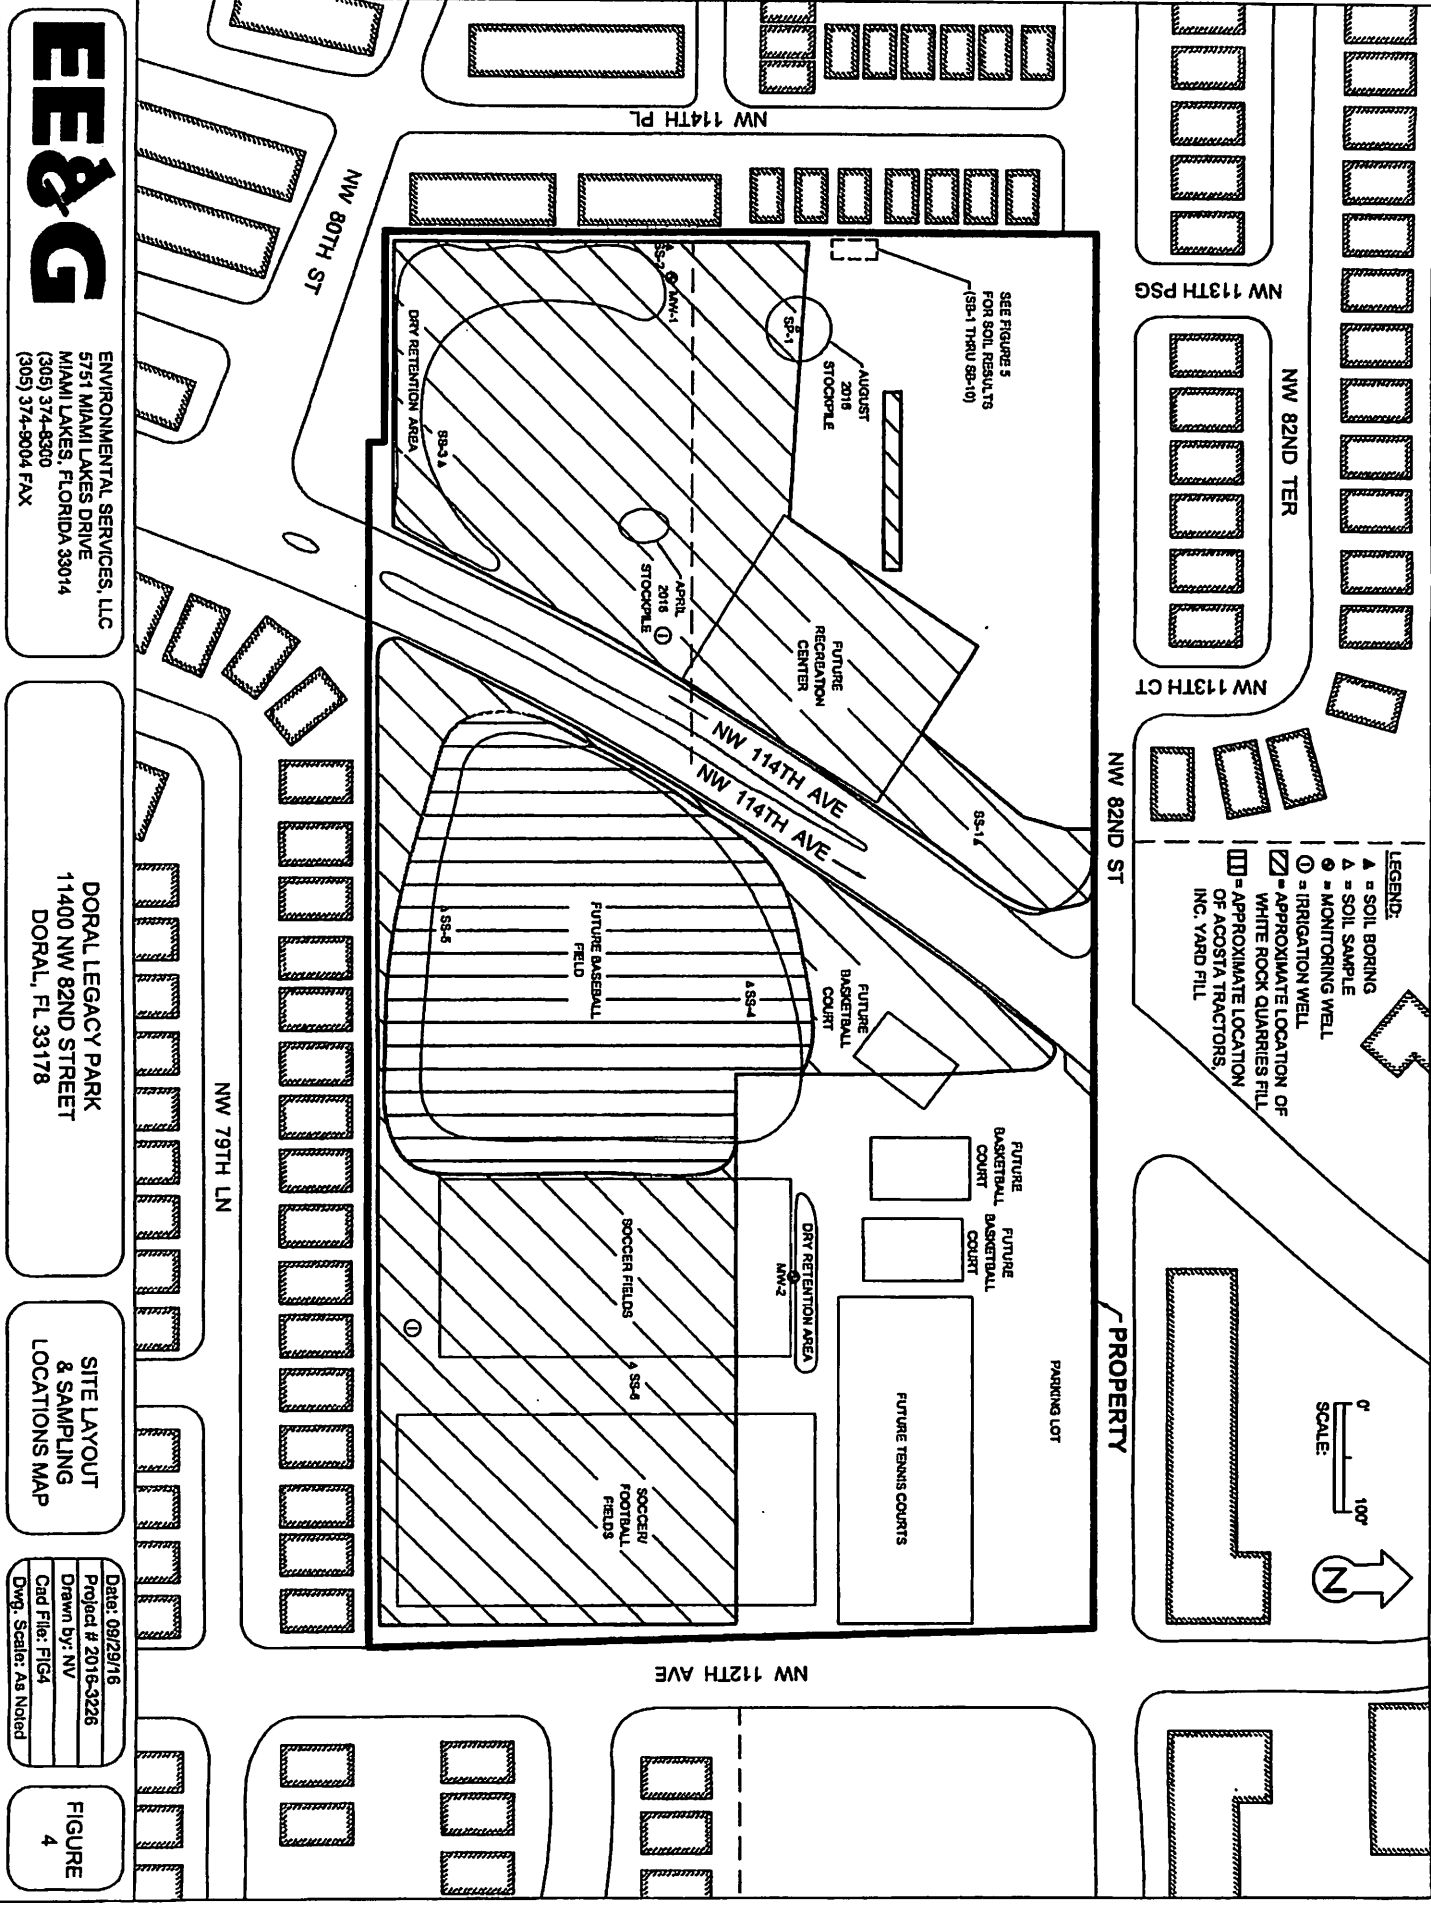 NW 82ND TER
NW 113TH PSG
NW 113TH CT
NW 82ND ST
NW 114TH PL
NW 80TH ST
NW 79TH LN
NW 112TH AVE
NW 114TH AVE
NW 114TH AVE
LEGEND:
▲ = SOIL BORING
△ = SOIL SAMPLE
= MONITORING WELL
Ⓘ = IRRIGATION WELL
= APPROXIMATE LOCATION OF
WHITE ROCK QUARRIES FILL
= APPROXIMATE LOCATION
OF ACOSTA TRACTORS,
INC. YARD FILL
0'
100'
SCALE:
N
PROPERTY
PARKING LOT
SEE FIGURE 5
FOR SOIL RESULTS
(SB-1 THRU SB-10)
AUGUST
2016
STOCKPILE
SP-1
MW-1
DRY RETENTION AREA
APRIL
2016
STOCKPILE
Ⓘ
FUTURE
RECREATION
CENTER
SS-1
FUTURE
BASKETBALL
COURT
FUTURE
BASKETBALL
COURT
FUTURE
BASKETBALL
COURT
SS-4
SS-5
FUTURE BASEBALL
FIELD
DRY RETENTION AREA
MW-2
FUTURE TENNIS COURTS
SOCCER FIELDS
SS-6
Ⓘ
SOCCER/
FOOTBALL
FIELDS
EE&G
ENVIRONMENTAL SERVICES, LLC
5751 MIAMI LAKES DRIVE
MIAMI LAKES, FLORIDA 33014
(305) 374-8300
(305) 374-9004 FAX
DORAL LEGACY PARK
11400 NW 82ND STREET
DORAL, FL 33178
SITE LAYOUT
& SAMPLING
LOCATIONS MAP
Date: 09/29/16
Project # 2016-3226
Drawn by: NV
Cad File: FIG4
Dwg. Scale: As Noted
FIGURE
4